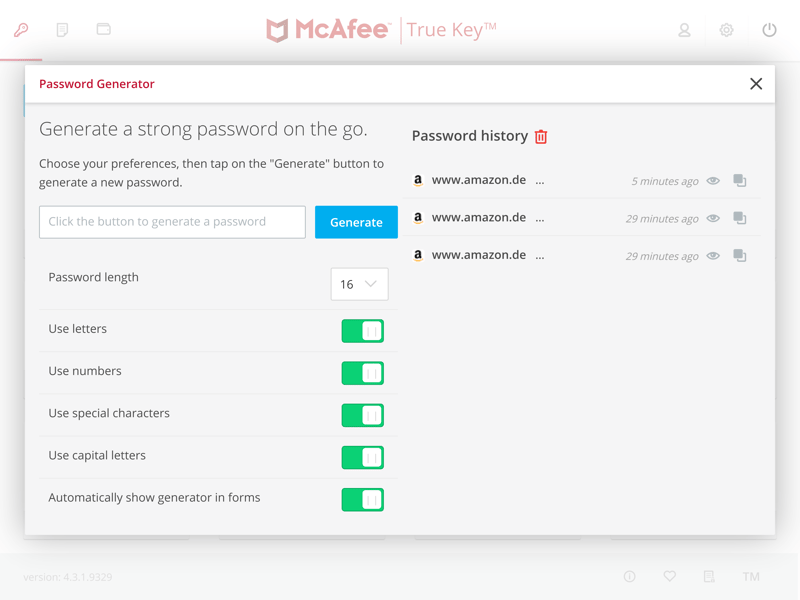 McAfee™ | True Key™
Password Generator
Generate a strong password on the go.
Choose your preferences, then tap on the "Generate" button to
generate a new password.
Click the button to generate a password
Generate
Password length
16
Use letters
Use numbers
Use special characters
Use capital letters
Automatically show generator in forms
Password history
a www.amazon.de ... 5 minutes ago
a www.amazon.de ... 29 minutes ago
a www.amazon.de ... 29 minutes ago
version: 4.3.1.9329
TM